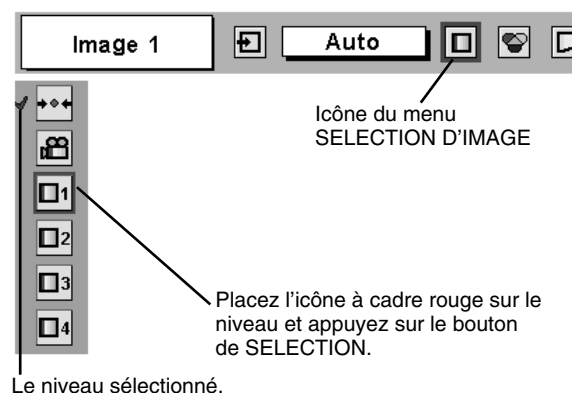 Image 1
Auto
Icône du menu
SELECTION D'IMAGE
1
2
3
4
Placez l'icône à cadre rouge sur le
niveau et appuyez sur le bouton
de SELECTION.
Le niveau sélectionné.